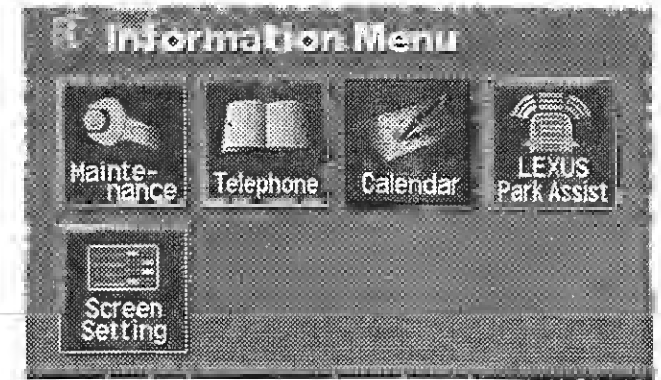 Information Menu
Mainte-
nance
Telephone
Calendar
LEXUS
Park Assist
Screen
Setting